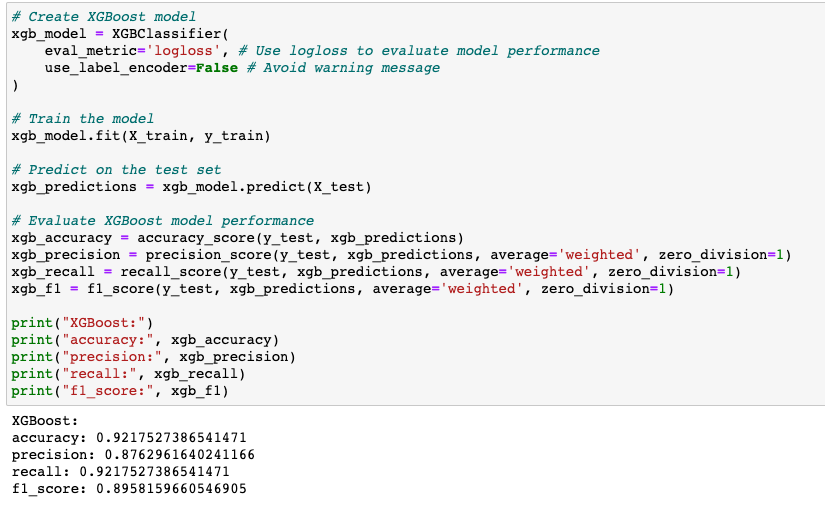 # Create XGBoost model
xgb_model = XGBClassifier(
    eval_metric='logloss', # Use logloss to evaluate model performance
    use_label_encoder=False # Avoid warning message
)
# Train the model
xgb_model.fit(X_train, y_train)
# Predict on the test set
xgb_predictions = xgb_model.predict(X_test)
# Evaluate XGBoost model performance
xgb_accuracy = accuracy_score(y_test, xgb_predictions)
xgb_precision = precision_score(y_test, xgb_predictions, average='weighted', zero_division=1)
xgb_recall = recall_score(y_test, xgb_predictions, average='weighted', zero_division=1)
xgb_f1 = f1_score(y_test, xgb_predictions, average='weighted', zero_division=1)
print("XGBoost:")
print("accuracy:", xgb_accuracy)
print("precision:", xgb_precision)
print("recall:", xgb_recall)
print("f1_score:", xgb_f1)
XGBoost:
accuracy: 0.9217527386541471
precision: 0.8762961640241166
recall: 0.9217527386541471
f1_score: 0.8958159660546905